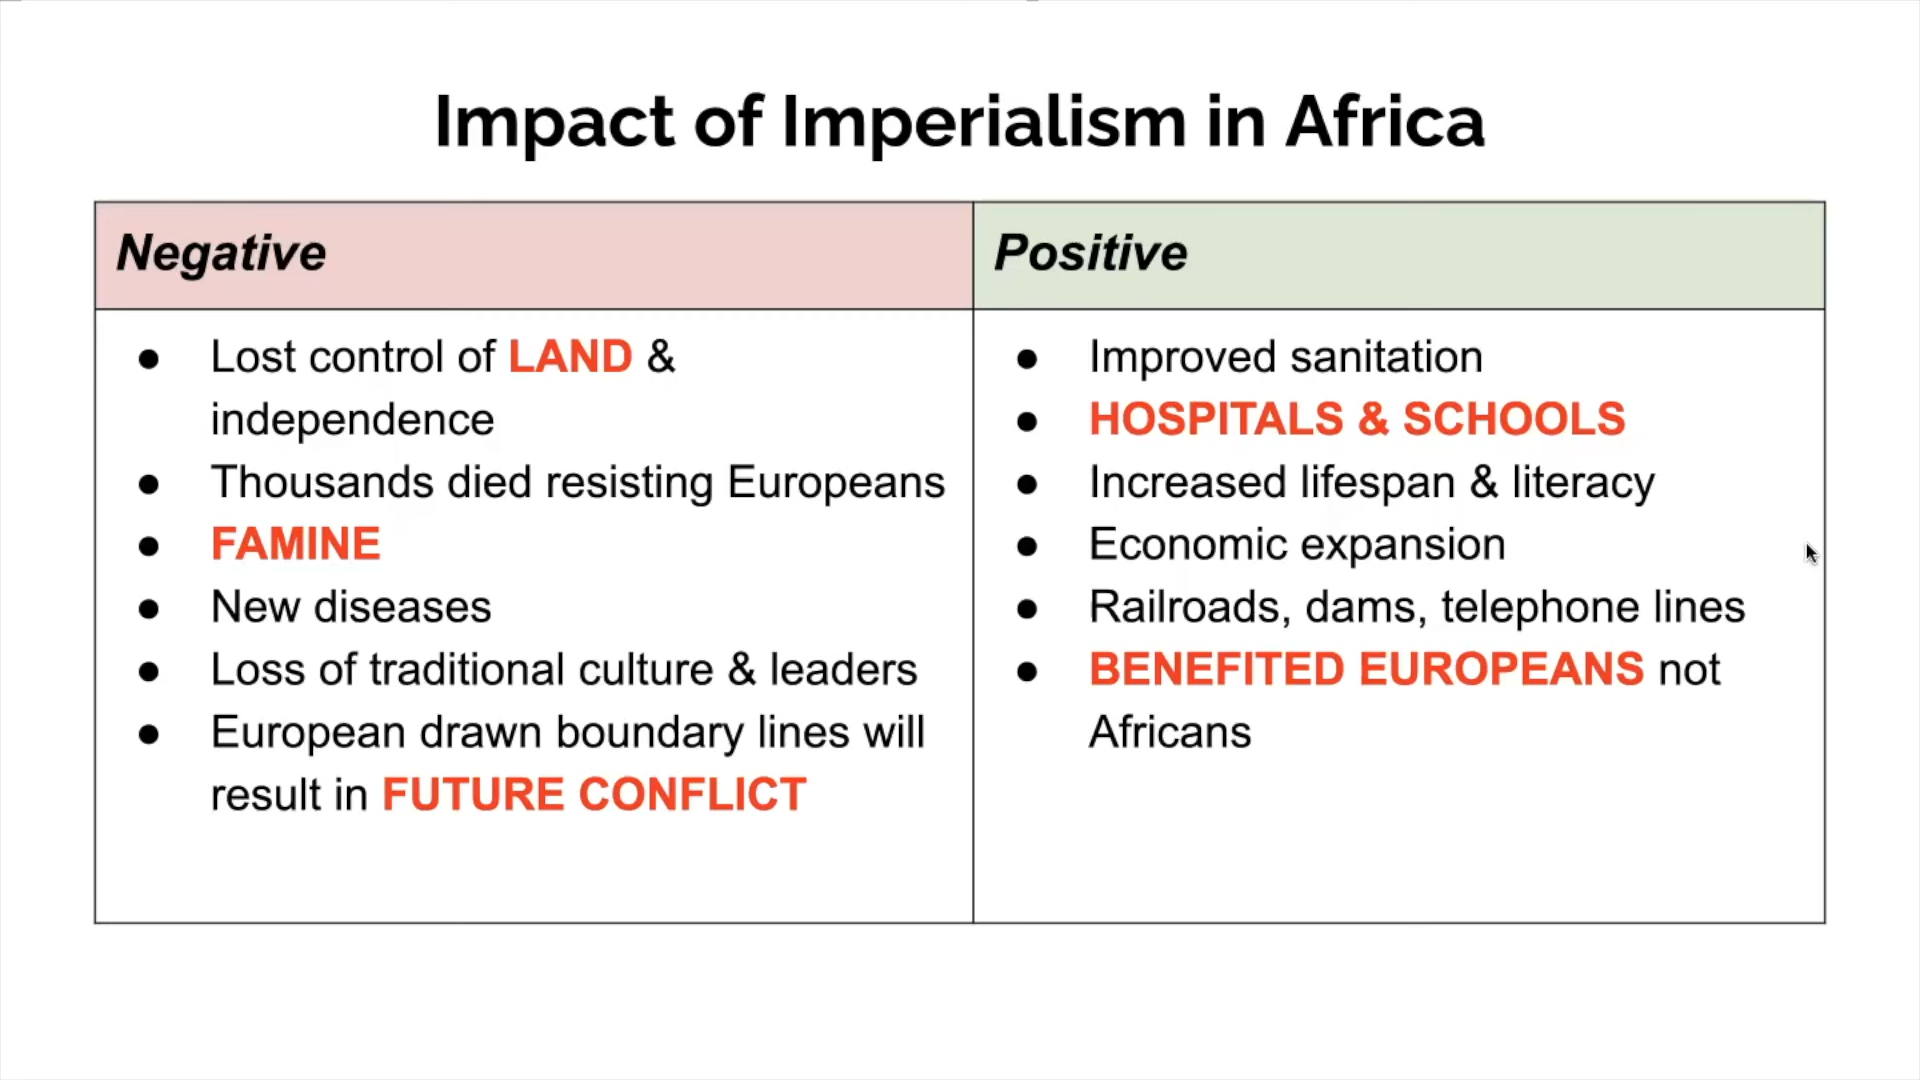 Impact of Imperialism in Africa
Negative
● Lost control of LAND &
independence
● Thousands died resisting Europeans
● FAMINE
● New diseases
● Loss of traditional culture & leaders
● European drawn boundary lines will
result in FUTURE CONFLICT
Positive
● Improved sanitation
● HOSPITALS & SCHOOLS
● Increased lifespan & literacy
● Economic expansion
● Railroads, dams, telephone lines
● BENEFITED EUROPEANS not
Africans